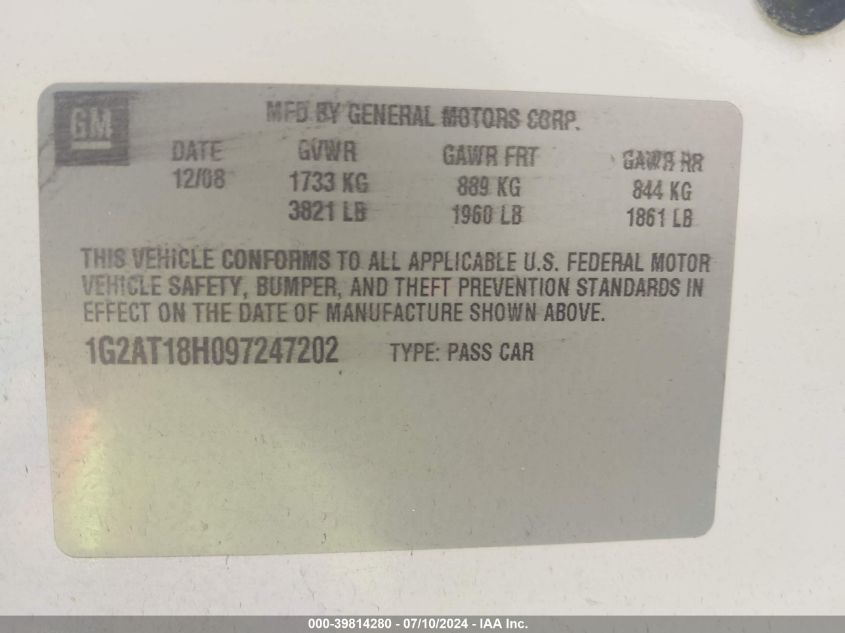 GM
MFD BY GENERAL MOTORS CORP.
DATE GVWR GAWR FRT GAWR RR
12/08 1733 KG 889 KG 844 KG
3821 LB 1960 LB 1861 LB
THIS VEHICLE CONFORMS TO ALL APPLICABLE U.S. FEDERAL MOTOR
VEHICLE SAFETY, BUMPER, AND THEFT PREVENTION STANDARDS IN
EFFECT ON THE DATE OF MANUFACTURE SHOWN ABOVE.
1G2AT18H097247202 TYPE: PASS CAR
000-39814280 - 07/10/2024 - IAA Inc.